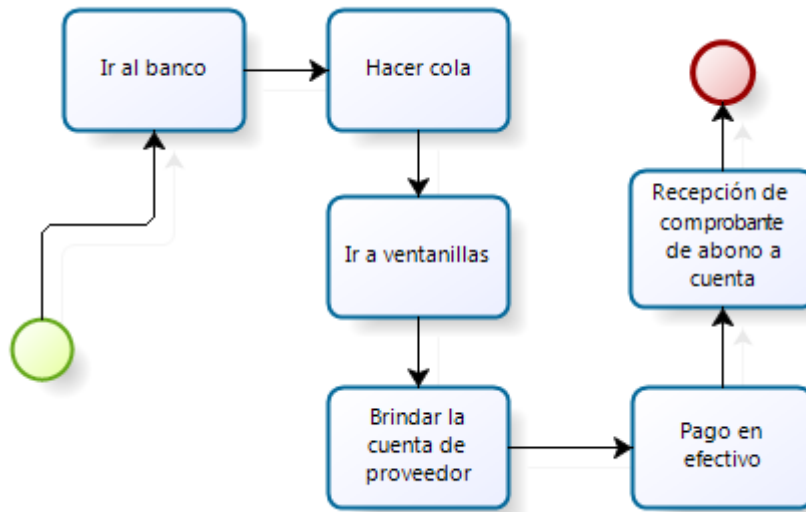 Ir al banco
Hacer cola
Ir a ventanillas
Brindar la
cuenta de
proveedor
Pago en
efectivo
Recepción de
comprobante
de abono a
cuenta